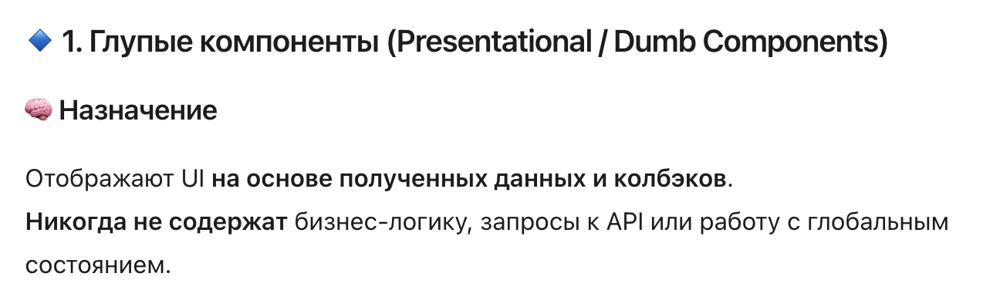 🔷 1. Глупые компоненты (Presentational / Dumb Components)
🧠 Назначение
Отображают UI на основе полученных данных и колбэков.
Никогда не содержат бизнес-логику, запросы к API или работу с глобальным
состоянием.